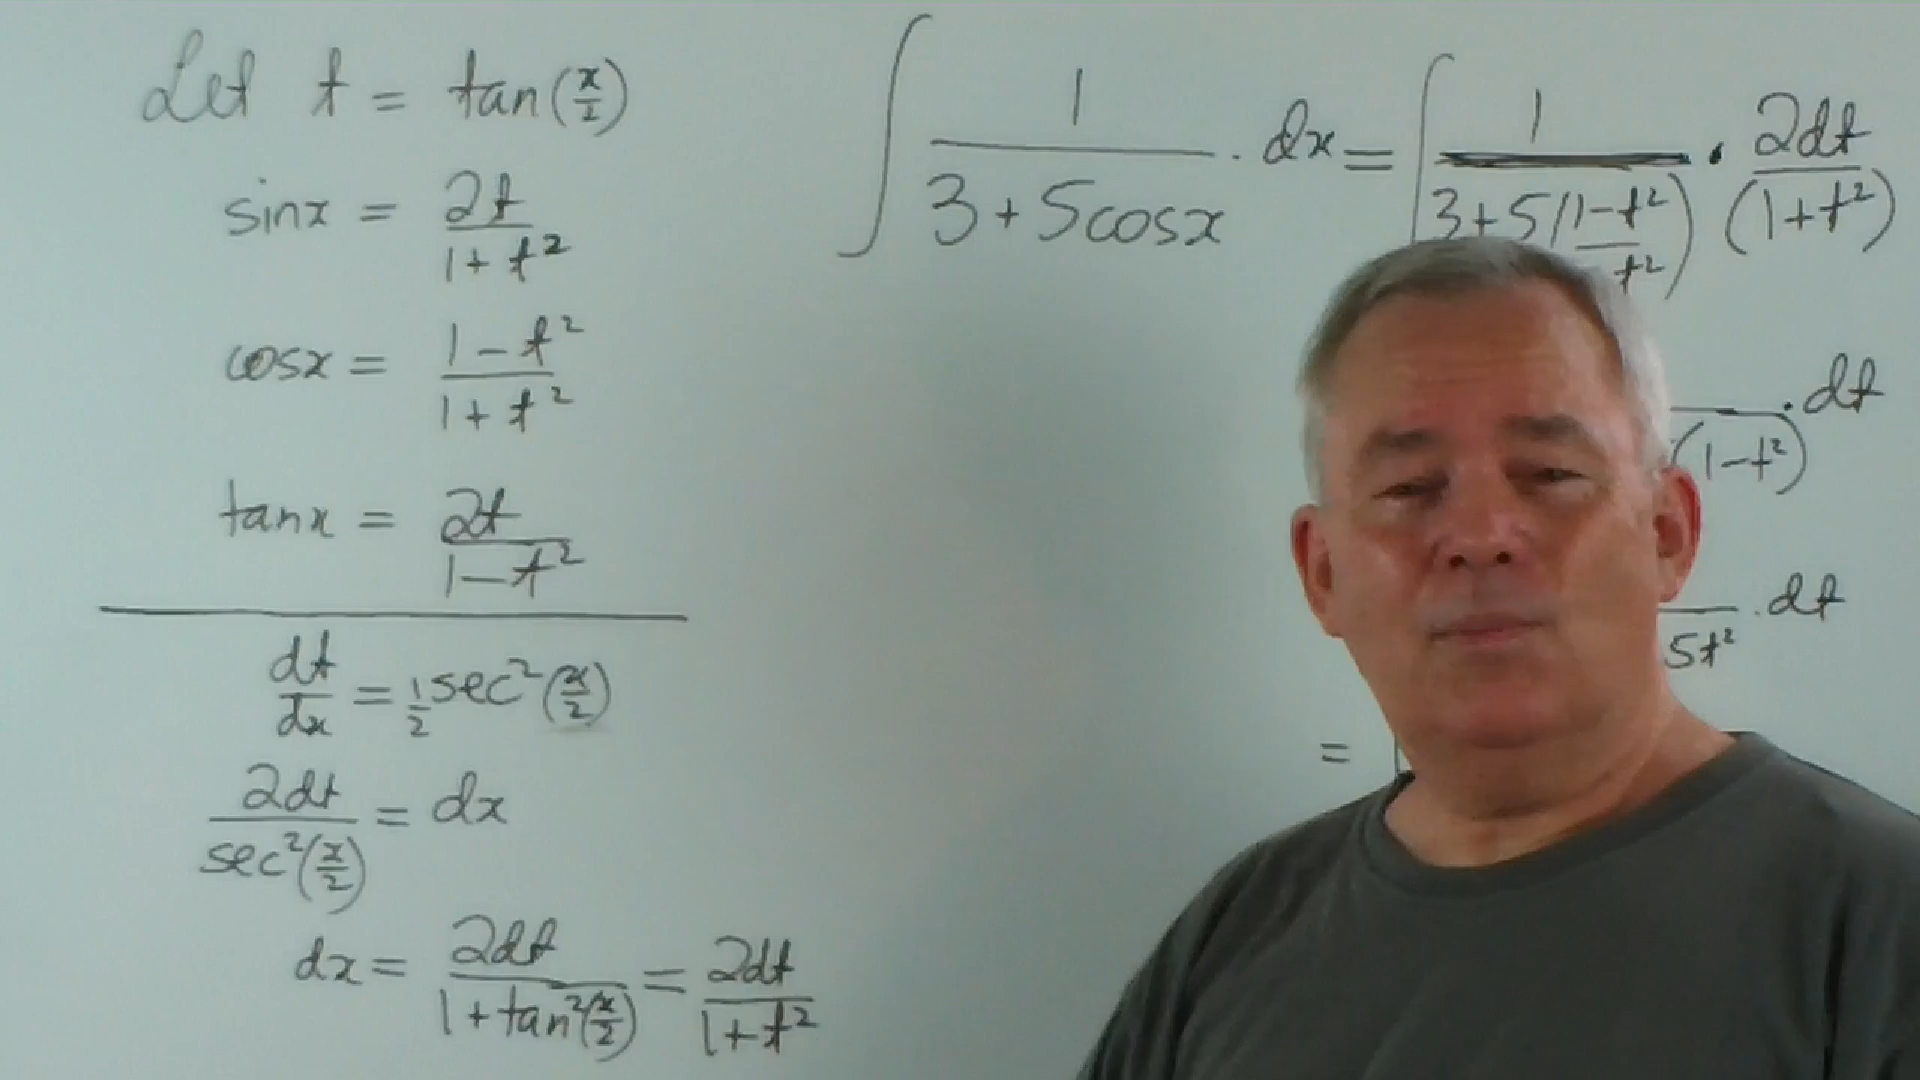 Let t = tan(x/2)
sinx = 2t/1+t²
cosx = 1-t²/1+t²
tanx = 2t/1-t²
dt/dx = 1/2 sec²(x/2)
2dt/sec²(x/2) = dx
dx = 2dt/1+tan²(x/2) = 2dt/1+t²
∫ 1/3+5cosx . dx = ∫ 1/3+5(1-t²/t²) . 2dt/(1+t²)
(1-t²) . dt
5t² . dt
=